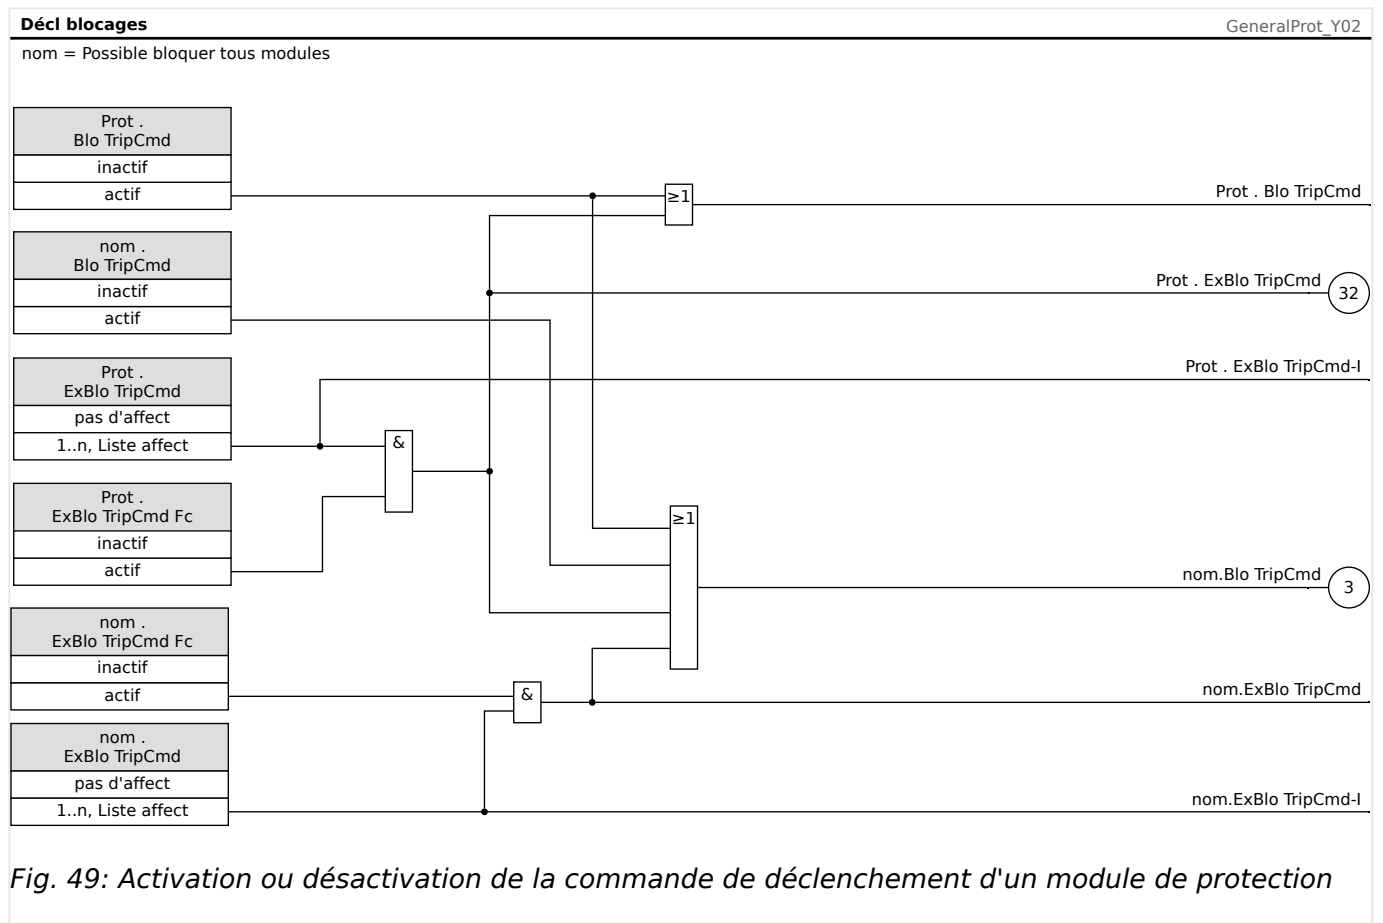 Décl blocages
GeneralProt_Y02
nom = Possible bloquer tous modules
Prot .
Blo TripCmd
inactif
actif
≥1
Prot . Blo TripCmd
nom .
Blo TripCmd
inactif
actif
Prot . ExBlo TripCmd
32
Prot .
ExBlo TripCmd
pas d'affect
1..n, Liste affect
&
Prot . ExBlo TripCmd-I
Prot .
ExBlo TripCmd Fc
inactif
actif
≥1
nom.Blo TripCmd
3
nom .
ExBlo TripCmd Fc
inactif
actif
&
nom.ExBlo TripCmd
nom .
ExBlo TripCmd
pas d'affect
1..n, Liste affect
nom.ExBlo TripCmd-I
Fig. 49: Activation ou désactivation de la commande de déclenchement d'un module de protection